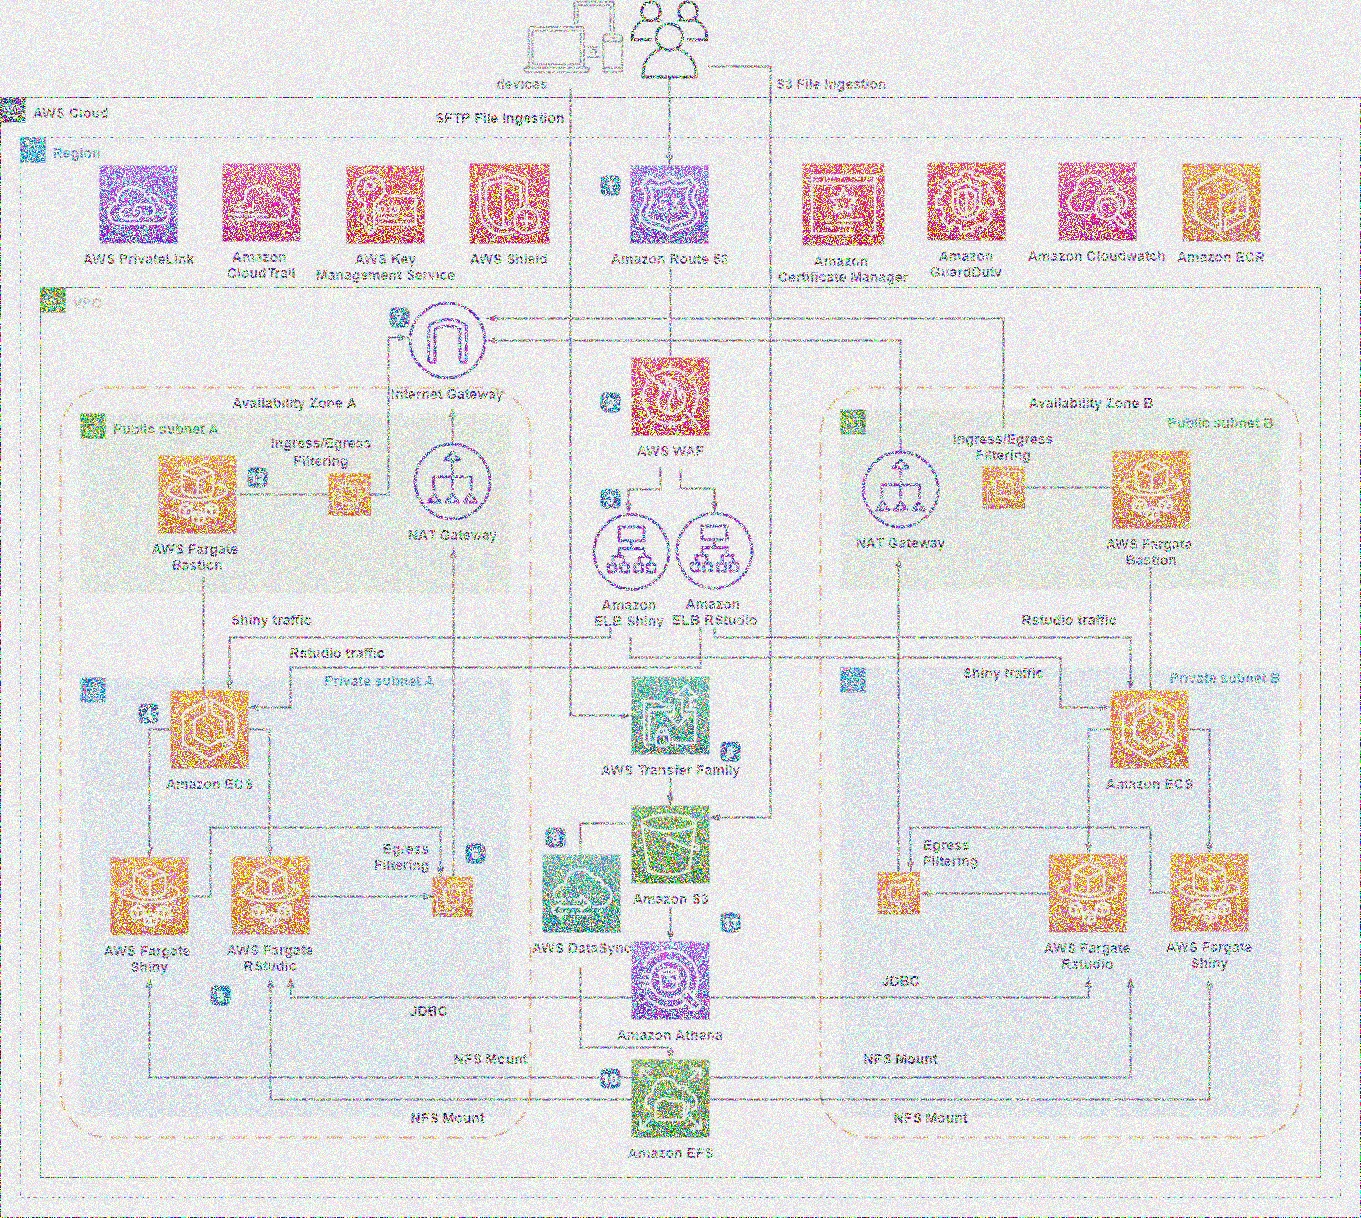 devices
S3 File Ingestion
AWS Cloud
SFTP File Ingestion
Region
AWS PrivateLink
Amazon
CloudTrail
AWS Key
Management Service
AWS Shield
1
Amazon Route 53
Amazon
Certificate Manager
Amazon
GuardDuty
Amazon Cloudwatch
Amazon ECR
VPC
7
Internet Gateway
2
AWS WAF
Availability Zone A
Public subnet A
Ingress/Egress
Filtering
AWS Fargate
Bastion
NAT Gateway
Availability Zone B
Public subnet B
Ingress/Egress
Filtering
NAT Gateway
AWS Fargate
Bastion
Amazon
ELB Shiny
Amazon
ELB RStudio
Shiny traffic
Rstudio traffic
Rstudio traffic
Shiny traffic
Private subnet A
Private subnet B
Amazon ECS
AWS Transfer Family
Amazon ECS
Egress
Filtering
Egress
Filtering
AWS Fargate
Shiny
AWS Fargate
RStudio
Amazon S3
AWS DataSync
AWS Fargate
Rstudio
AWS Fargate
Shiny
JDBC
JDBC
Amazon Athena
NFS Mount
NFS Mount
10
NFS Mount
NFS Mount
Amazon EFS